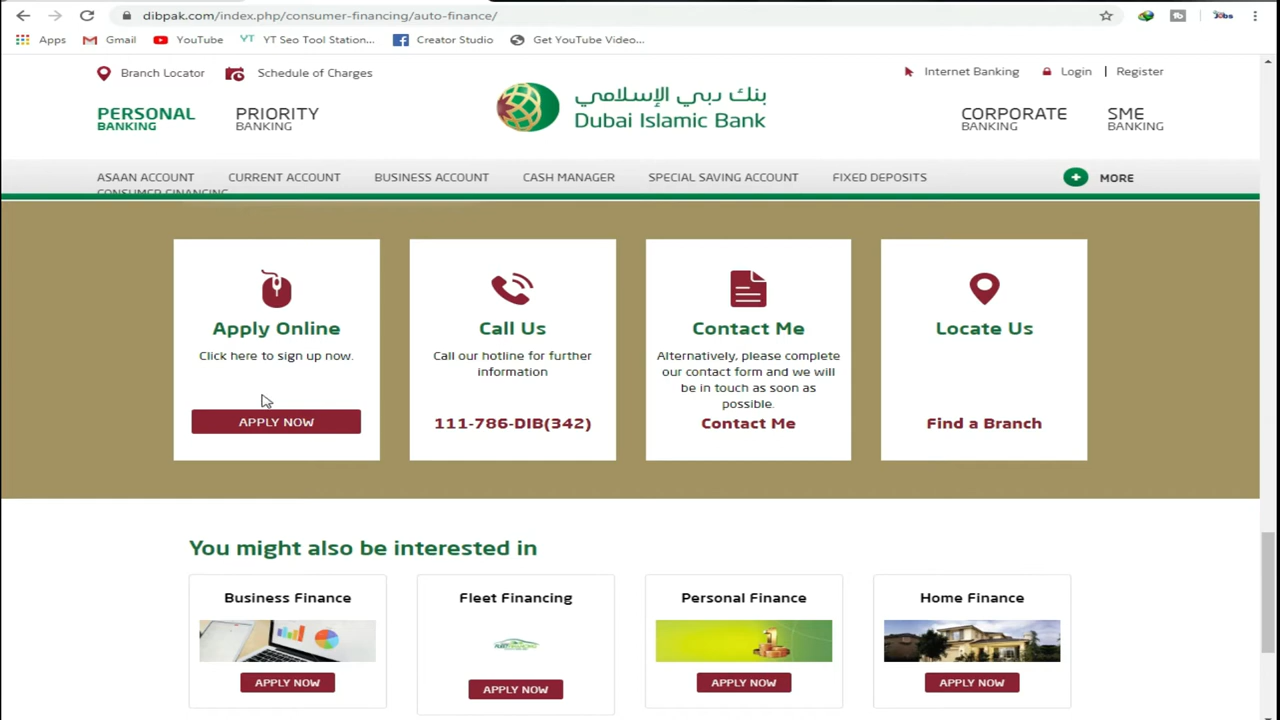 dibpak.com/index.php/consumer-financing/auto-finance/
Apps Gmail YouTube YT Seo Tool Station... Creator Studio Get YouTube Video...
Branch Locator Schedule of Charges
Internet Banking Login | Register
PERSONAL BANKING
PRIORITY BANKING
بنك دبي الإسلامي
Dubai Islamic Bank
CORPORATE BANKING
SME BANKING
ASAAN ACCOUNT CURRENT ACCOUNT BUSINESS ACCOUNT CASH MANAGER SPECIAL SAVING ACCOUNT FIXED DEPOSITS + MORE
CONSUMER FINANCING
Apply Online
Click here to sign up now.
APPLY NOW
Call Us
Call our hotline for further
information
111-786-DIB(342)
Contact Me
Alternatively, please complete
our contact form and we will
be in touch as soon as
possible.
Contact Me
Locate Us
Find a Branch
You might also be interested in
Business Finance
APPLY NOW
Fleet Financing
APPLY NOW
Personal Finance
APPLY NOW
Home Finance
APPLY NOW